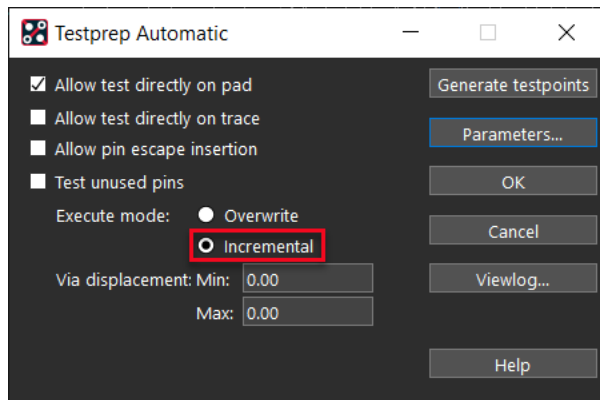 Testprep Automatic
Allow test directly on pad
Generate testpoints
Allow test directly on trace
Parameters...
Allow pin escape insertion
Test unused pins
OK
Execute mode: Overwrite
Incremental
Cancel
Via displacement: Min: 0.00
Viewlog...
Max: 0.00
Help